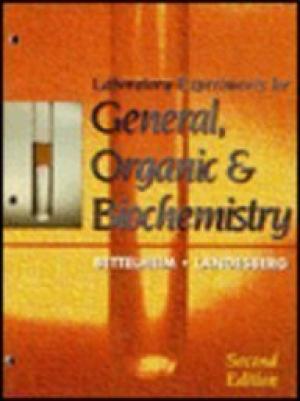 Laboratory Experiments for
General,
Organic &
Biochemistry
BETTELHEIM • LANDESBERG
Second
Edition